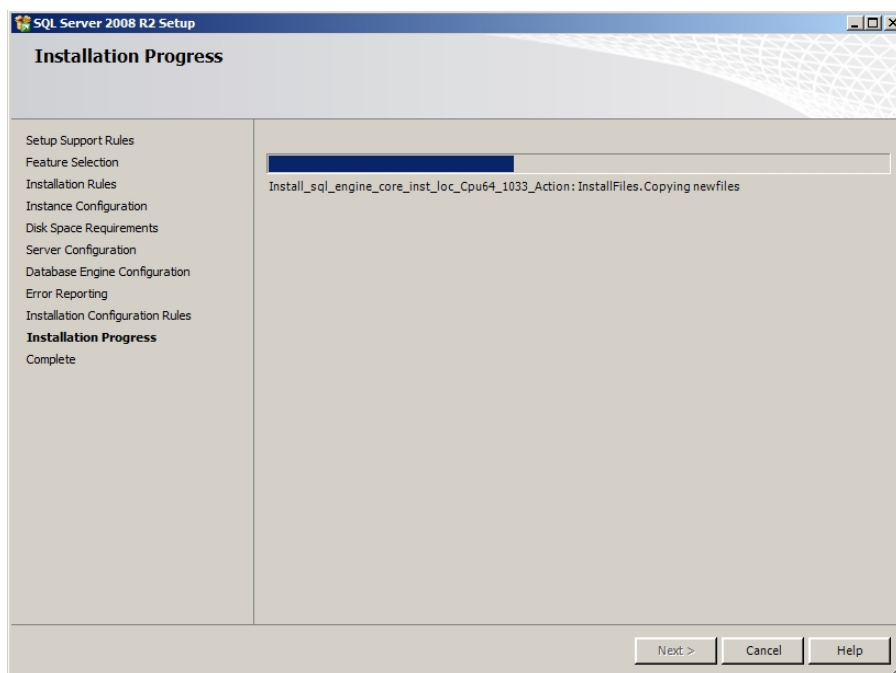 SQL Server 2008 R2 Setup
Installation Progress
Setup Support Rules
Feature Selection
Installation Rules
Instance Configuration
Disk Space Requirements
Server Configuration
Database Engine Configuration
Error Reporting
Installation Configuration Rules
Installation Progress
Complete
Install_sql_engine_core_inst_loc_Cpu64_1033_Action: InstallFiles.Copying newfiles
Next >
Cancel
Help